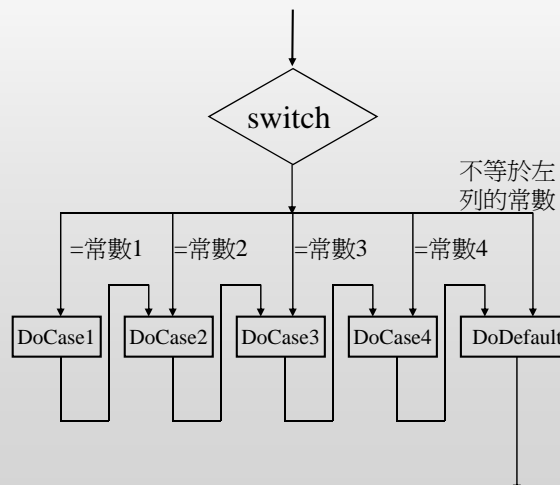 switch
不等於左
列的常數
=常數1
=常數2
=常數3
=常數4
DoCase1
DoCase2
DoCase3
DoCase4
DoDefault